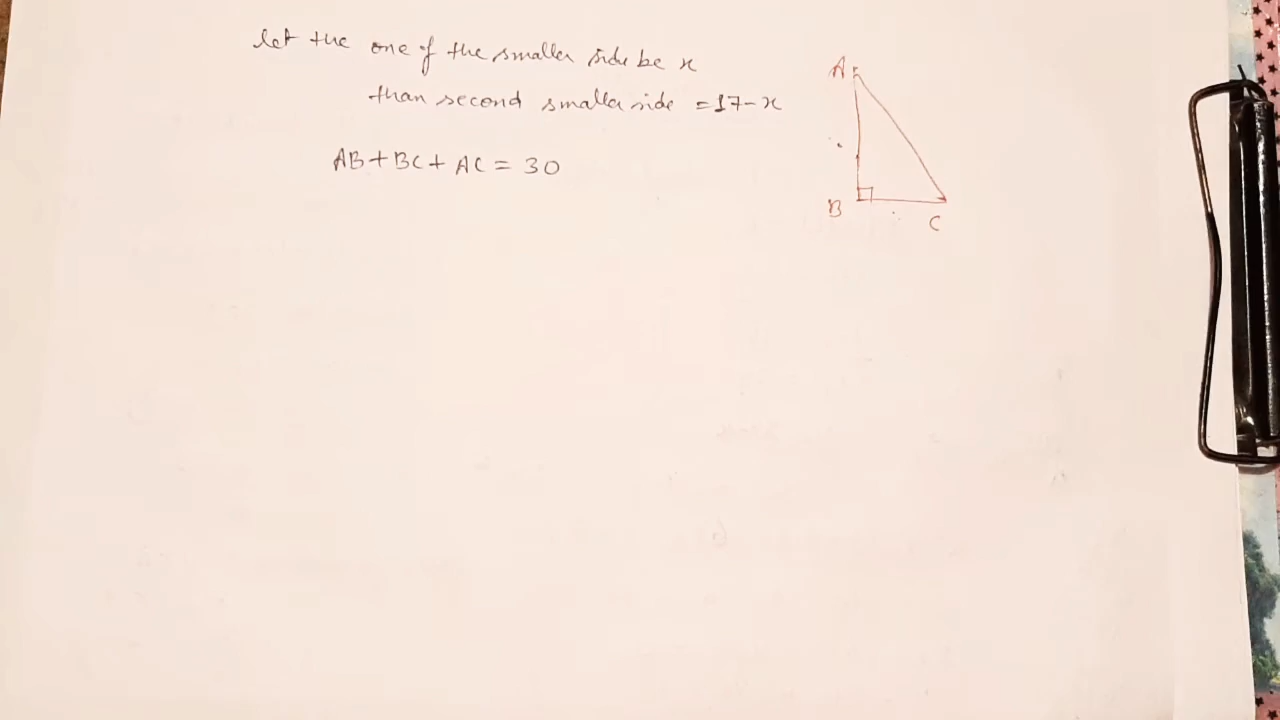 let the one of the smaller side be x
than second smaller side = 17 - x
AB + BC + AC = 30
A
B
C